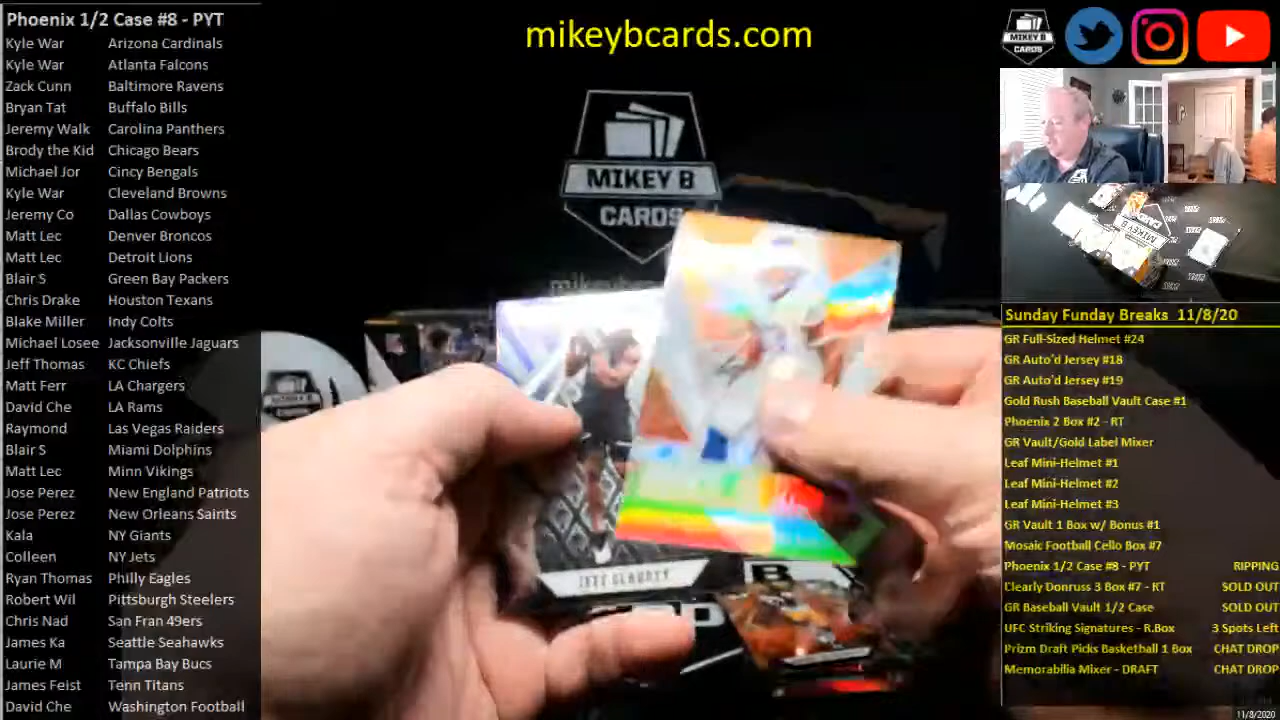 Phoenix 1/2 Case #8 - PYT
Kyle War Arizona Cardinals
Kyle War Atlanta Falcons
Zack Cunn Baltimore Ravens
Bryan Tat Buffalo Bills
Jeremy Walk Carolina Panthers
Brody the Kid Chicago Bears
Michael Jor Cincy Bengals
Kyle War Cleveland Browns
Jeremy Co Dallas Cowboys
Matt Lec Denver Broncos
Matt Lec Detroit Lions
Blair S Green Bay Packers
Chris Drake Houston Texans
Blake Miller Indy Colts
Michael Losee Jacksonville Jaguars
Jeff Thomas KC Chiefs
Matt Ferr LA Chargers
David Che LA Rams
Raymond Las Vegas Raiders
Blair S Miami Dolphins
Matt Lec Minn Vikings
Jose Perez New England Patriots
Jose Perez New Orleans Saints
Kala NY Giants
Colleen NY Jets
Ryan Thomas Philly Eagles
Robert Wil Pittsburgh Steelers
Chris Nad San Fran 49ers
James Ka Seattle Seahawks
Laurie M Tampa Bay Bucs
James Feist Tenn Titans
David Che Washington Football
mikeybcards.com
MIKEY B
CARDS
MIKEY B
CARDS
Sunday Funday Breaks 11/8/20
GR Full-Sized Helmet #24
GR Auto'd Jersey #18
GR Auto'd Jersey #19
Gold Rush Baseball Vault Case #1
Phoenix 2 Box #2 - RT
GR Vault/Gold Label Mixer
Leaf Mini-Helmet #1
Leaf Mini-Helmet #2
Leaf Mini-Helmet #3
GR Vault 1 Box w/ Bonus #1
Mosaic Football Cello Box #7
Phoenix 1/2 Case #8 - PYT RIPPING
Clearly Donruss 3 Box #7 - RT SOLD OUT
GR Baseball Vault 1/2 Case SOLD OUT
UFC Striking Signatures - R.Box 3 Spots Left
Prizm Draft Picks Basketball 1 Box CHAT DROP
Memorabilia Mixer - DRAFT CHAT DROP
11/8/2020